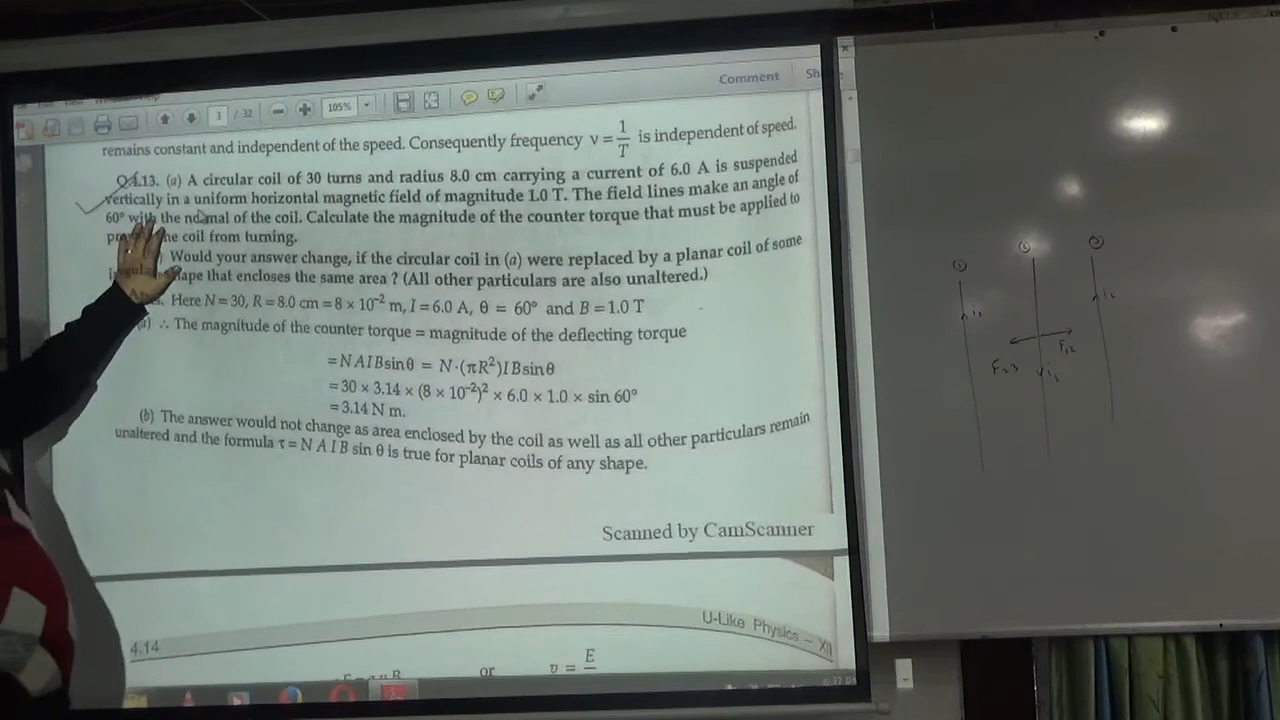 Comment
3 / 32
105%
remains constant and independent of the speed. Consequently frequency ν = 1/T is independent of speed.
Q.4.13. (a) A circular coil of 30 turns and radius 8.0 cm carrying a current of 6.0 A is suspended
vertically in a uniform horizontal magnetic field of magnitude 1.0 T. The field lines make an angle of
60° with the normal of the coil. Calculate the magnitude of the counter torque that must be applied to
the coil from turning.
Would your answer change, if the circular coil in (a) were replaced by a planar coil of some
shape that encloses the same area ? (All other particulars are also unaltered.)
Here N = 30, R = 8.0 cm = 8 × 10⁻² m, I = 6.0 A, θ = 60° and B = 1.0 T
∴ The magnitude of the counter torque = magnitude of the deflecting torque
= N A I B sin θ = N·(πR²) I B sin θ
= 30 × 3.14 × (8 × 10⁻²)² × 6.0 × 1.0 × sin 60°
= 3.14 N m.
(b) The answer would not change as area enclosed by the coil as well as all other particulars remain
unaltered and the formula τ = N A I B sin θ is true for planar coils of any shape.
Scanned by CamScanner
4.14
U-Like Physics – XII
or
υ = E